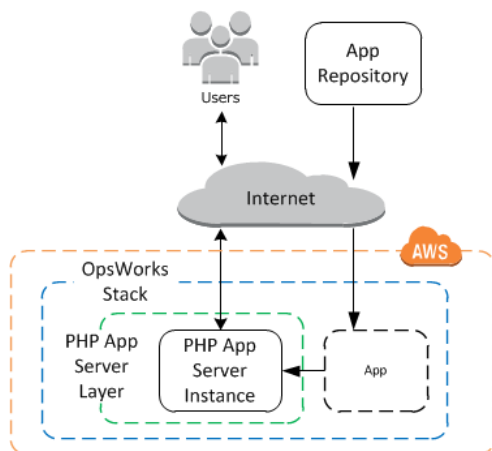 App
Repository
Users
Internet
AWS
OpsWorks
Stack
PHP App
Server
Layer
PHP App
Server
Instance
App